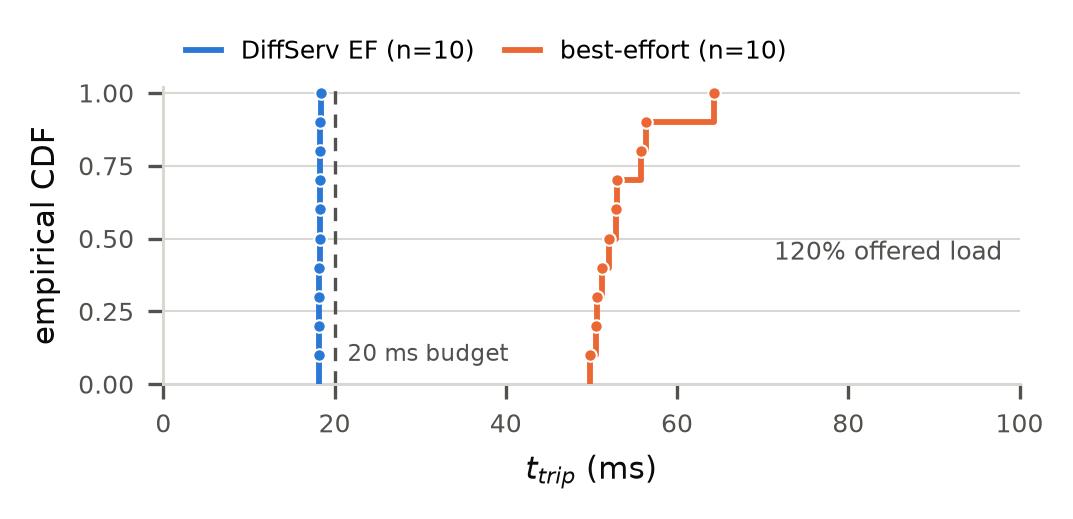 DiffServ EF (n=10) best-effort (n=10)
1.00
0.75
0.50
0.25
0.00
empirical CDF
120% offered load
20 ms budget
0 20 40 60 80 100
t_trip (ms)